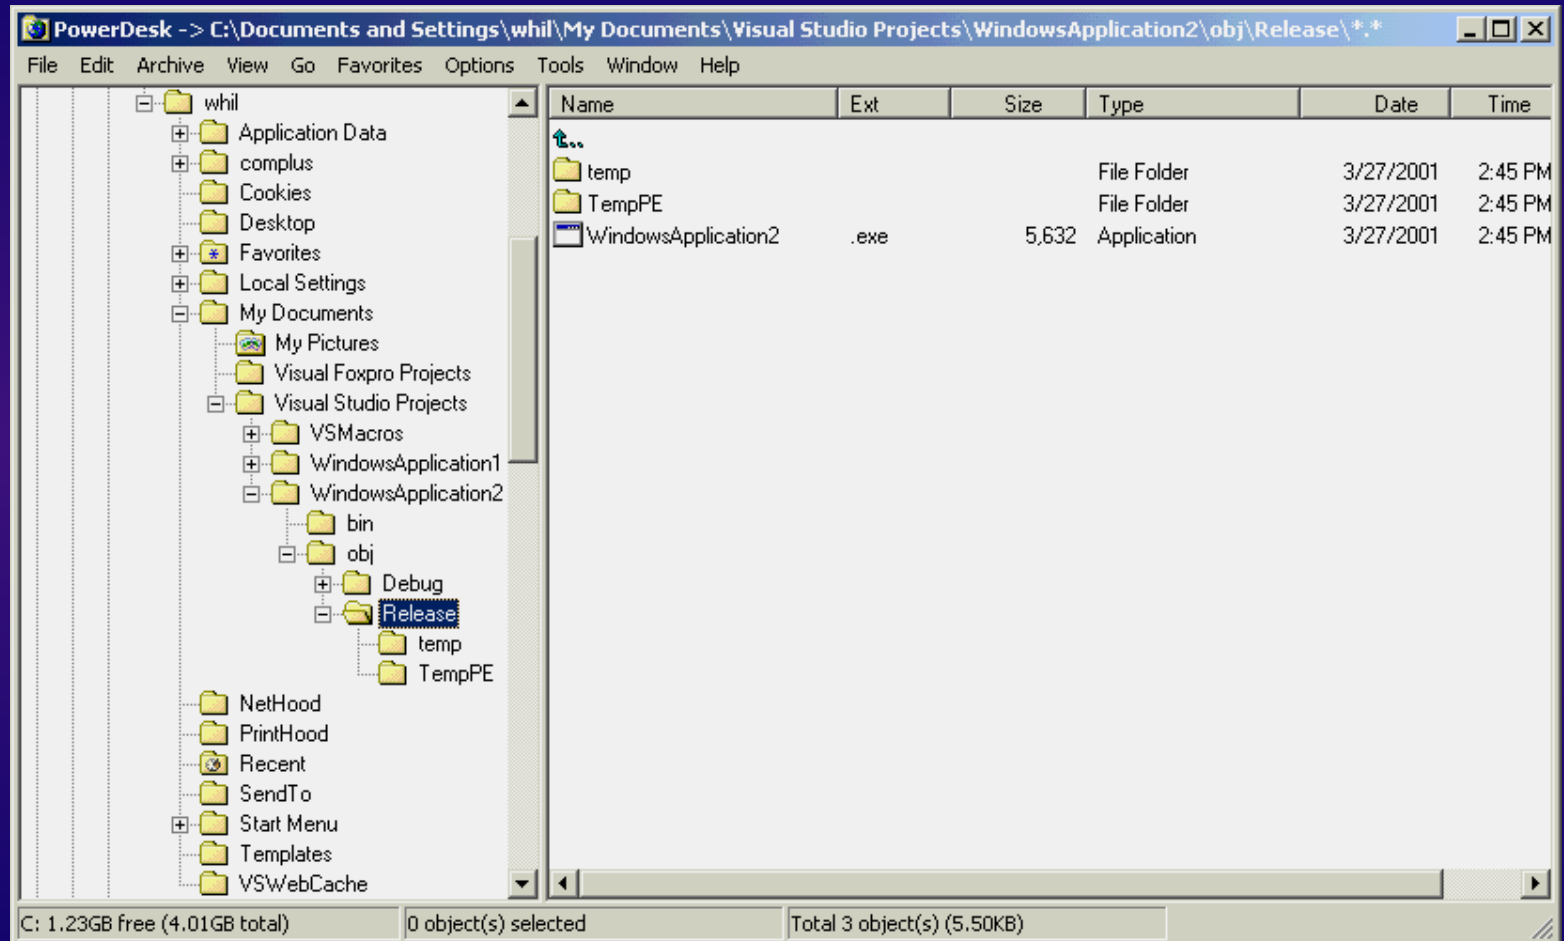 PowerDesk -> C:\Documents and Settings\whil\My Documents\Visual Studio Projects\WindowsApplication2\obj\Release\*.*
File Edit Archive View Go Favorites Options Tools Window Help
whil
Application Data
complus
Cookies
Desktop
Favorites
Local Settings
My Documents
My Pictures
Visual Foxpro Projects
Visual Studio Projects
VSMacros
WindowsApplication1
WindowsApplication2
bin
obj
Debug
Release
temp
TempPE
NetHood
PrintHood
Recent
SendTo
Start Menu
Templates
VSWebCache
Name Ext Size Type Date Time
..
temp File Folder 3/27/2001 2:45 PM
TempPE File Folder 3/27/2001 2:45 PM
WindowsApplication2 .exe 5,632 Application 3/27/2001 2:45 PM
C: 1.23GB free (4.01GB total) 0 object(s) selected Total 3 object(s) (5.50KB)